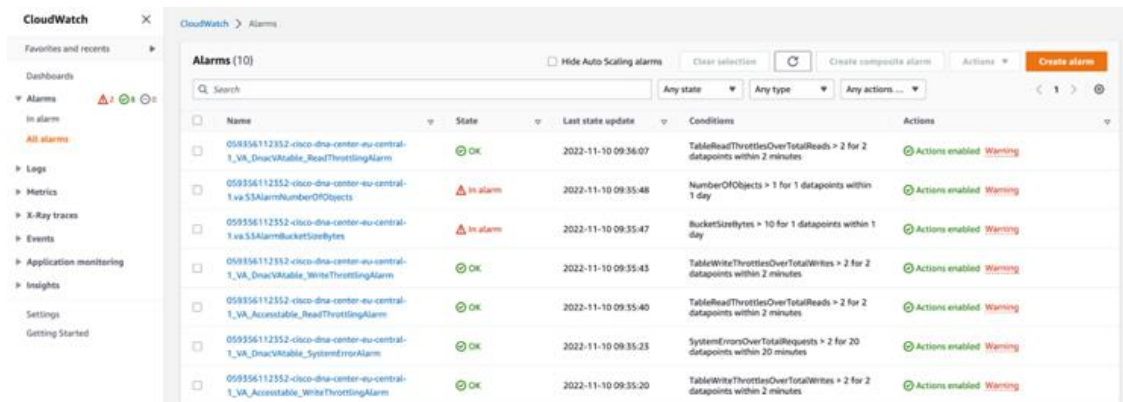 CloudWatch
CloudWatch > Alarms
Favorites and recents
Dashboards
Alarms 2 8
In alarm
All alarms
Logs
Metrics
X-Ray traces
Events
Application monitoring
Insights
Settings
Getting Started
Alarms (10)
Hide Auto Scaling alarms
Clear selection
Create composite alarm
Actions
Create alarm
Search
Any state
Any type
Any actions ...
1
Name State Last state update Conditions Actions
059356112352-cisco-dna-center-eu-central-
1_VA_DnacVAtable_ReadThrottlingAlarm
OK
2022-11-10 09:36:07
TableReadThrottlesOverTotalReads > 2 for 2
datapoints within 2 minutes
Actions enabled Warning
059356112352-cisco-dna-center-eu-central-
1.va.S3AlarmNumberOfObjects
In alarm
2022-11-10 09:35:48
NumberOfObjects > 1 for 1 datapoints within
1 day
Actions enabled Warning
059356112352-cisco-dna-center-eu-central-
1.va.S3AlarmBucketSizeBytes
In alarm
2022-11-10 09:35:47
BucketSizeBytes > 10 for 1 datapoints within 1
day
Actions enabled Warning
059356112352-cisco-dna-center-eu-central-
1_VA_DnacVAtable_WriteThrottlingAlarm
OK
2022-11-10 09:35:43
TableWriteThrottlesOverTotalWrites > 2 for 2
datapoints within 2 minutes
Actions enabled Warning
059356112352-cisco-dna-center-eu-central-
1_VA_Accesstable_ReadThrottlingAlarm
OK
2022-11-10 09:35:40
TableReadThrottlesOverTotalReads > 2 for 2
datapoints within 2 minutes
Actions enabled Warning
059356112352-cisco-dna-center-eu-central-
1_VA_DnacVAtable_SystemErrorAlarm
OK
2022-11-10 09:35:23
SystemErrorsOverTotalRequests > 2 for 20
datapoints within 20 minutes
Actions enabled Warning
059356112352-cisco-dna-center-eu-central-
1_VA_Accesstable_WriteThrottlingAlarm
OK
2022-11-10 09:35:20
TableWriteThrottlesOverTotalWrites > 2 for 2
datapoints within 2 minutes
Actions enabled Warning